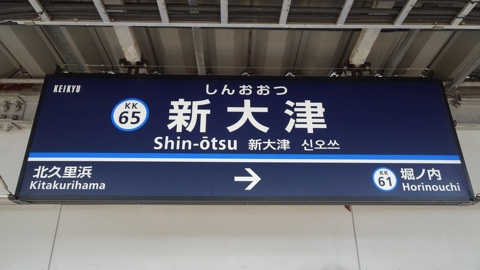 KEIKYU
しんおおつ
KK
65
新大津
Shin-ōtsu 新大津 신오쓰
北久里浜
Kitakurihama
→
KK
61
堀ノ内
Horinouchi